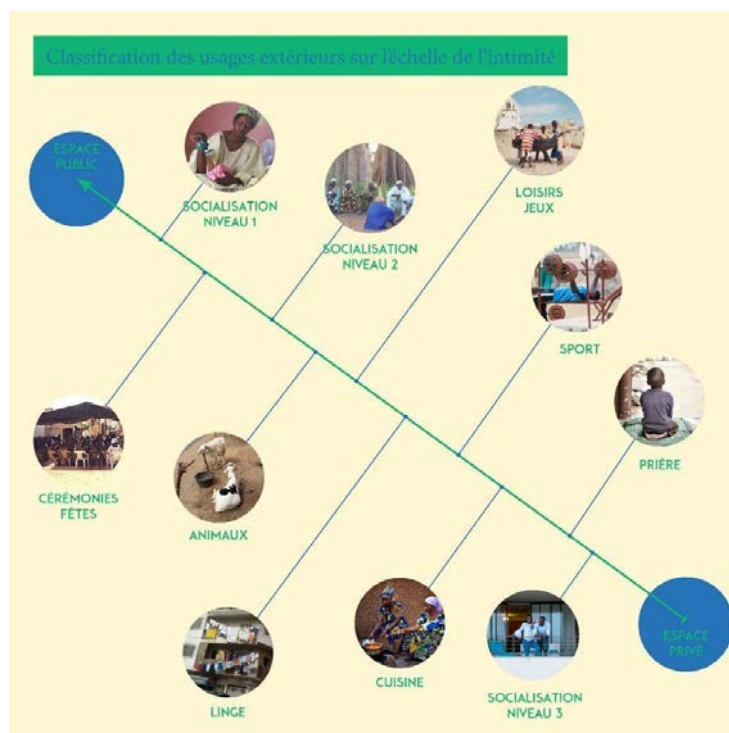 Classification des usages extérieurs sur l'échelle de l'intimité
ESPACE
PUBLIC
SOCIALISATION
NIVEAU 1
SOCIALISATION
NIVEAU 2
LOISIRS
JEUX
SPORT
PRIÈRE
CÉRÉMONIES
FÊTES
ANIMAUX
LINGE
CUISINE
SOCIALISATION
NIVEAU 3
ESPACE
PRIVÉ